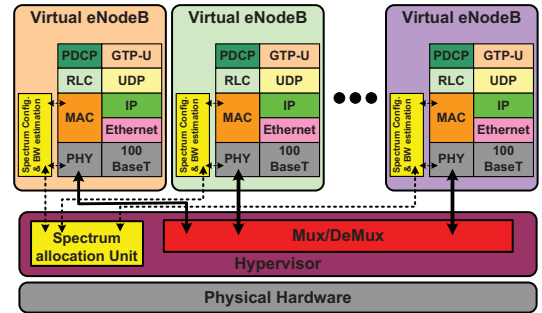 Virtual eNodeB
Virtual eNodeB
Virtual eNodeB
PDCP
GTP-U
RLC
UDP
MAC
IP
Ethernet
PHY
100
BaseT
Spectrum Config.
& BW estimation
PDCP
GTP-U
RLC
UDP
MAC
IP
Ethernet
PHY
100
BaseT
Spectrum Config.
& BW estimation
PDCP
GTP-U
RLC
UDP
MAC
IP
Ethernet
PHY
100
BaseT
Spectrum Config.
& BW estimation
Spectrum
allocation Unit
Mux/DeMux
Hypervisor
Physical Hardware